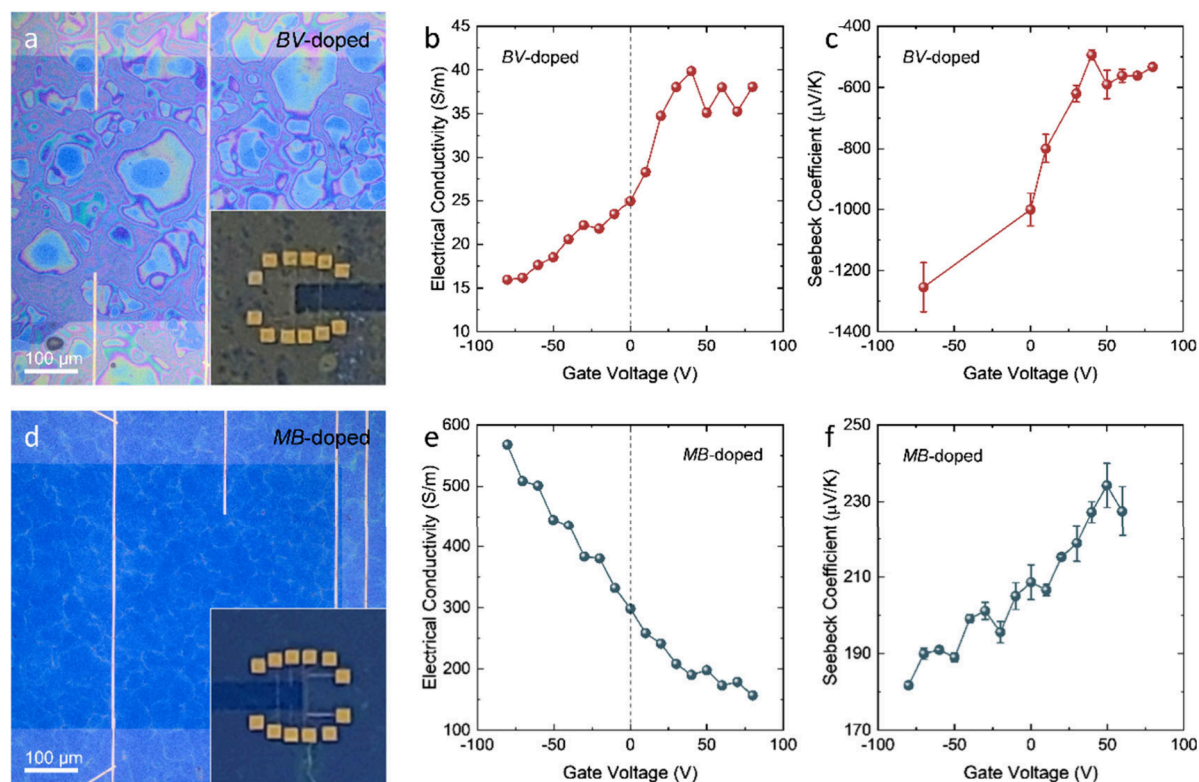 a
BV-doped
100 µm
b
BV-doped
Electrical Conductivity (S/m)
45
40
35
30
25
20
15
10
-100 -50 0 50 100
Gate Voltage (V)
c
BV-doped
Seebeck Coefficient (µV/K)
-400
-600
-800
-1000
-1200
-1400
-100 -50 0 50 100
Gate Voltage (V)
d
MB-doped
100 µm
e
MB-doped
Electrical Conductivity (S/m)
600
500
400
300
200
100
-100 -50 0 50 100
Gate Voltage (V)
f
MB-doped
Seebeck Coefficient (µV/K)
250
230
210
190
170
-100 -50 0 50 100
Gate Voltage (V)